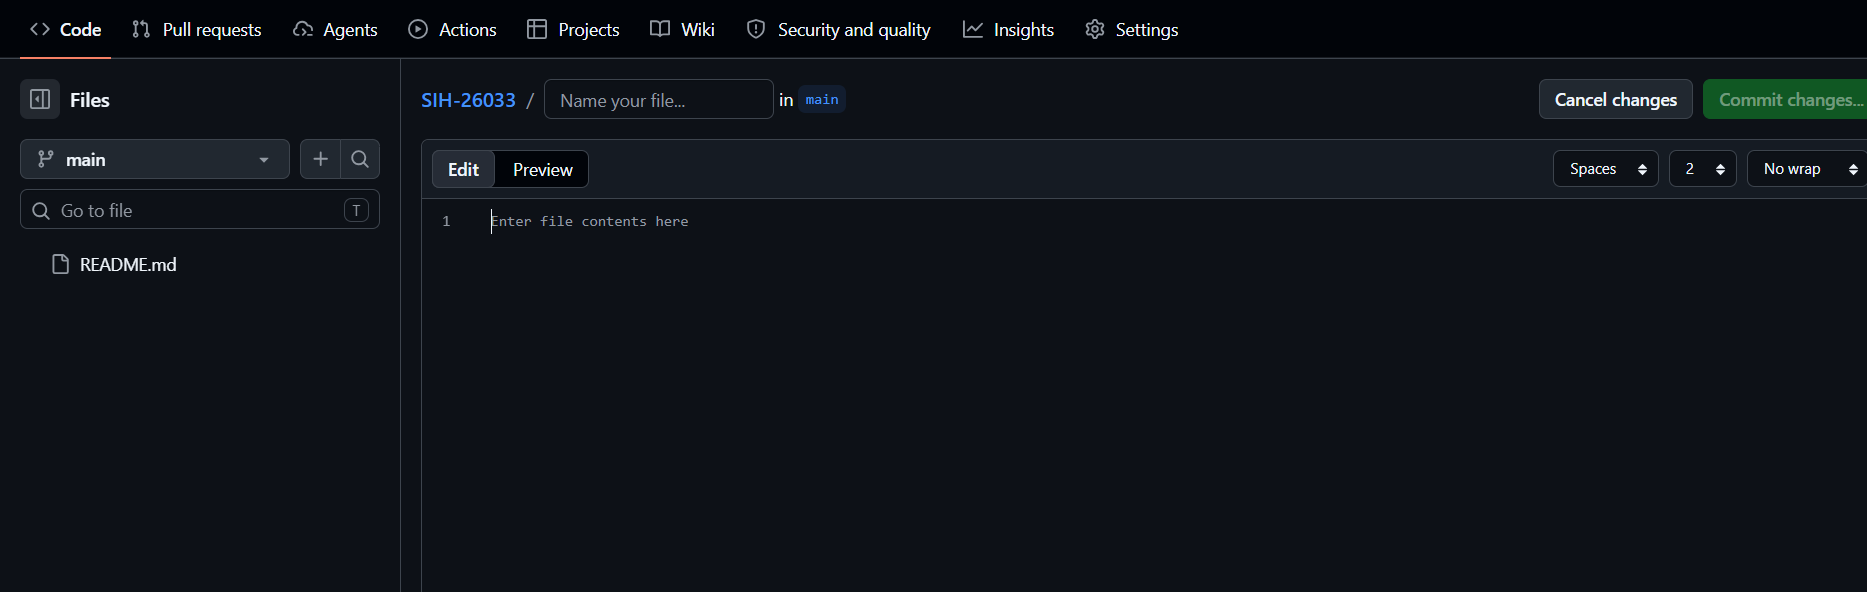 Code Pull requests Agents Actions Projects Wiki Security and quality Insights Settings
Files
main
Go to file T
README.md
SIH-26033 / Name your file... in main
Cancel changes Commit changes...
Edit Preview
Spaces 2 No wrap
1 Enter file contents here